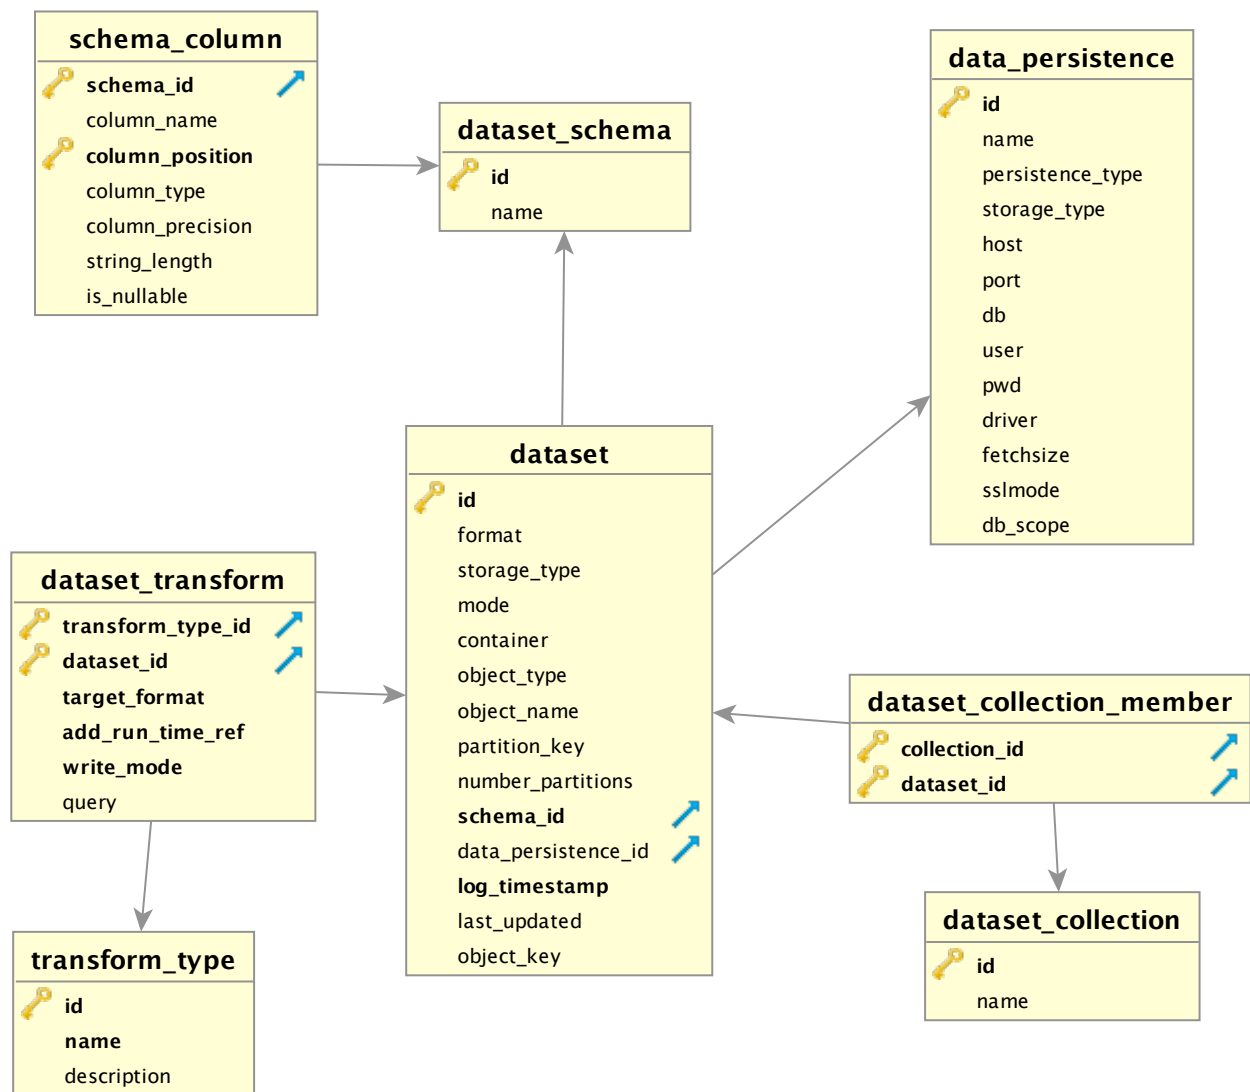 schema_column
schema_id
column_name
column_position
column_type
column_precision
string_length
is_nullable
dataset_schema
id
name
data_persistence
id
name
persistence_type
storage_type
host
port
db
user
pwd
driver
fetchsize
sslmode
db_scope
dataset
id
format
storage_type
mode
container
object_type
object_name
partition_key
number_partitions
schema_id
data_persistence_id
log_timestamp
last_updated
object_key
dataset_transform
transform_type_id
dataset_id
target_format
add_run_time_ref
write_mode
query
dataset_collection_member
collection_id
dataset_id
transform_type
id
name
description
dataset_collection
id
name